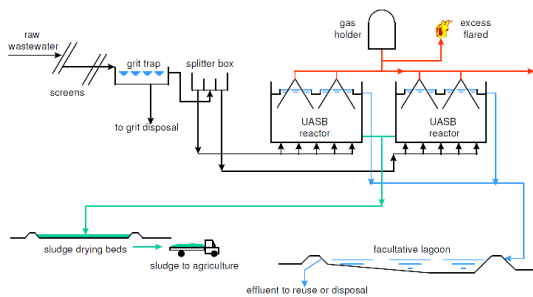 raw
wastewater
screens
grit trap
to grit disposal
splitter box
gas
holder
excess
flared
UASB
reactor
UASB
reactor
sludge drying beds
sludge to agriculture
facultative lagoon
effluent to reuse or disposal